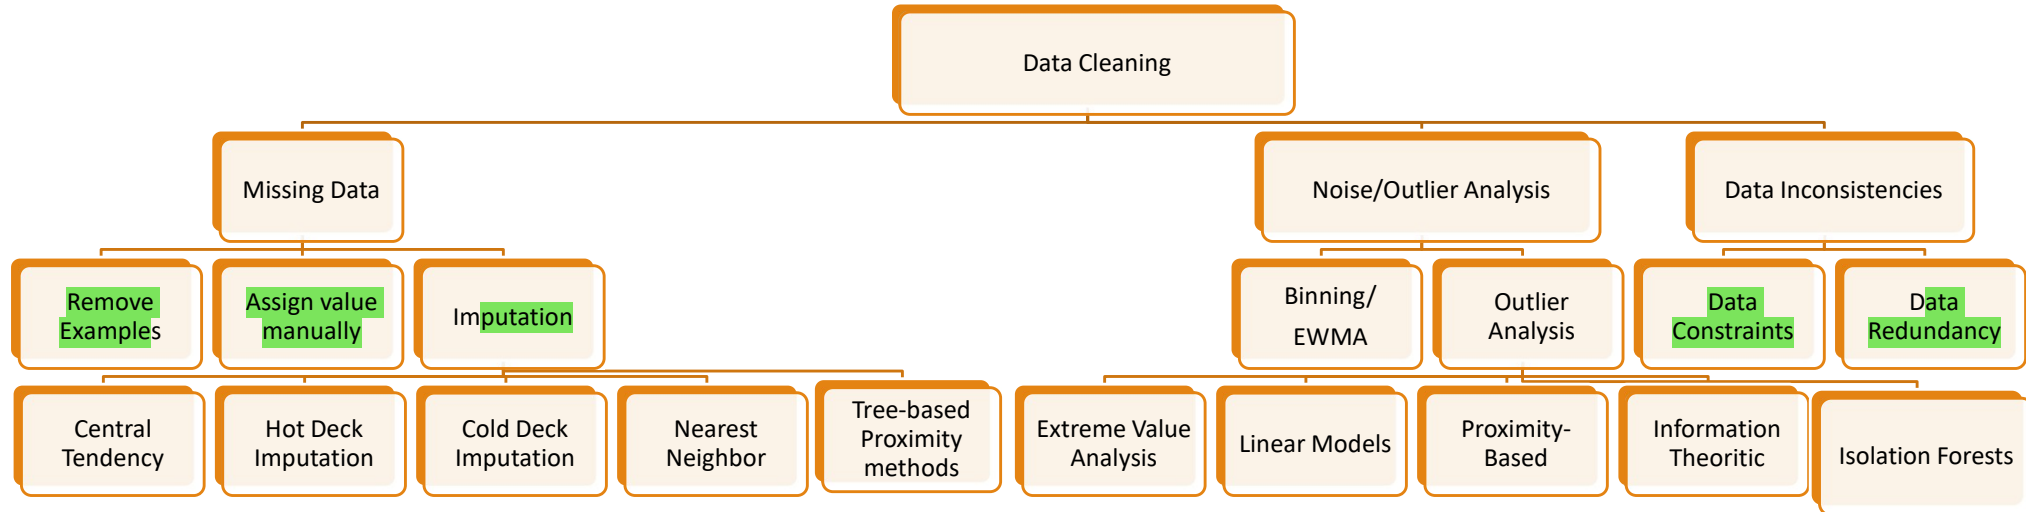 Data Cleaning
Missing Data
Noise/Outlier Analysis
Data Inconsistencies
Remove
Examples
Assign value
manually
Imputation
Binning/
EWMA
Outlier
Analysis
Data
Constraints
Data
Redundancy
Central
Tendency
Hot Deck
Imputation
Cold Deck
Imputation
Nearest
Neighbor
Tree-based
Proximity
methods
Extreme Value
Analysis
Linear Models
Proximity-
Based
Information
Theoritic
Isolation Forests